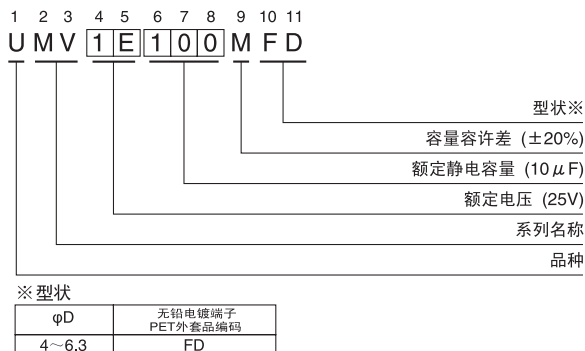 1 2 3 4 5 6 7 8 9 10 11
U M V 1 E 1 0 0 M F D
型状※
容量容许差 (±20%)
额定静电容量 (10μF)
额定电压 (25V)
系列名称
品种
※型状
φD 无铅电镀端子
PET外套品编码
4～6.3 FD